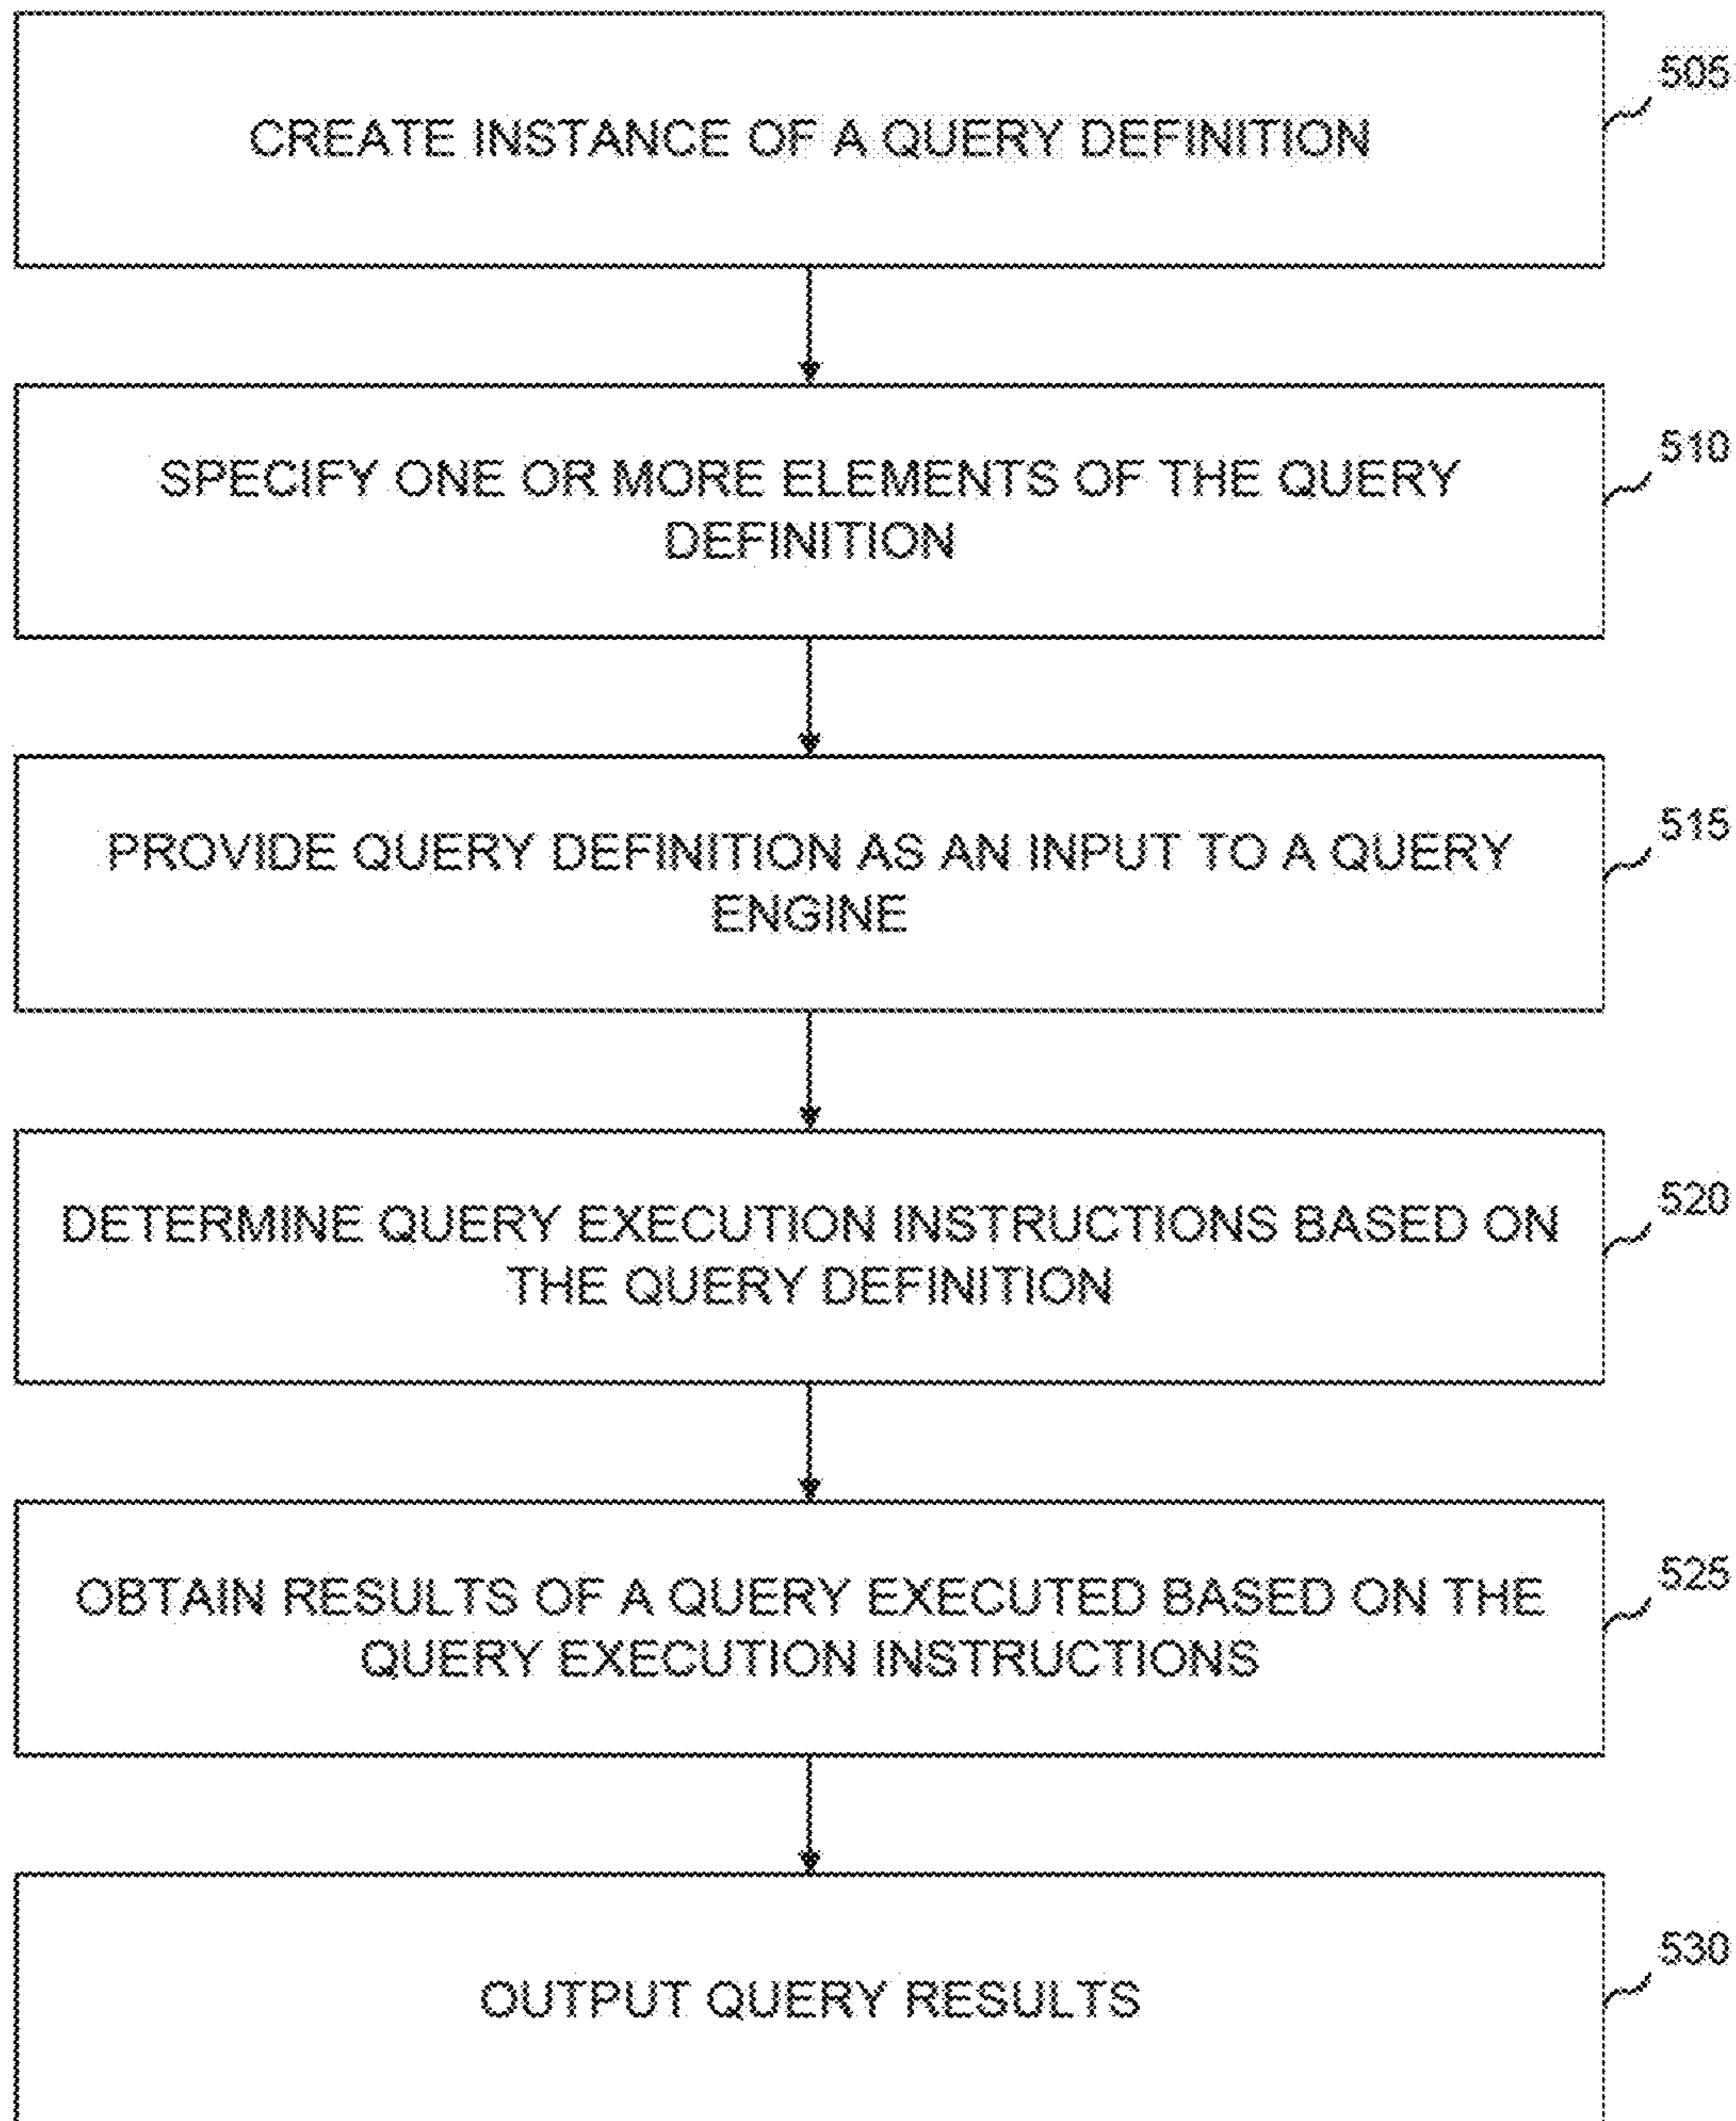 505
CREATE INSTANCE OF A QUERY DEFINITION
510
SPECIFY ONE OR MORE ELEMENTS OF THE QUERY
DEFINITION
515
PROVIDE QUERY DEFINITION AS AN INPUT TO A QUERY
ENGINE
520
DETERMINE QUERY EXECUTION INSTRUCTIONS BASED ON
THE QUERY DEFINITION
525
OBTAIN RESULTS OF A QUERY EXECUTED BASED ON THE
QUERY EXECUTION INSTRUCTIONS
530
OUTPUT QUERY RESULTS